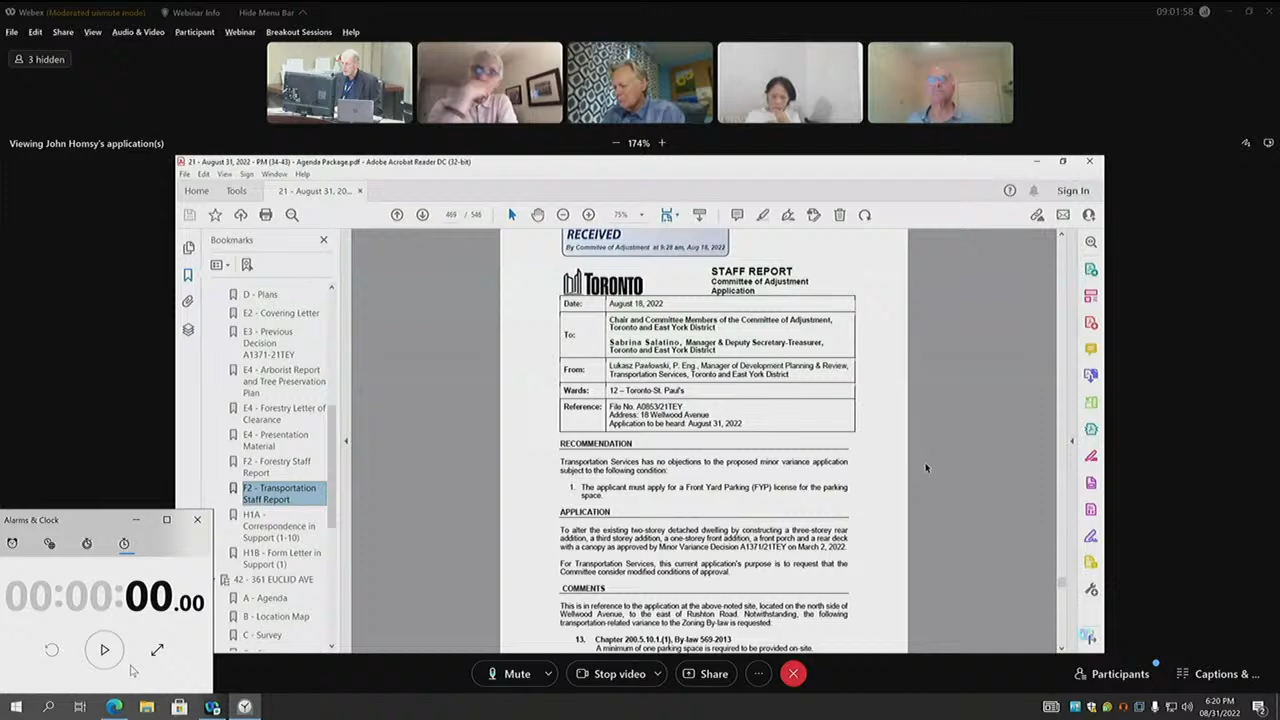 Webex (Moderated unmute mode) Webinar Info Hide Menu Bar 09:01:58
File Edit Share View Audio & Video Participant Webinar Breakout Sessions Help
3 hidden
Viewing John Homsy's application(s)
174%
21 - August 31, 2022 - PM (34-43) - Agenda Package.pdf - Adobe Acrobat Reader DC (32-bit)
File Edit View Sign Window Help
Home Tools 21 - August 31, 20... Sign In
469 / 546 75%
Bookmarks
D - Plans
E2 - Covering Letter
E3 - Previous
Decision
A1371-21TEY
E4 - Arborist Report
and Tree Preservation
Plan
E4 - Forestry Letter of
Clearance
E4 - Presentation
Material
F2 - Forestry Staff
Report
F2 - Transportation
Staff Report
H1A -
Correspondence in
Support (1-10)
H1B - Form Letter in
Support (1)
42 - 361 EUCLID AVE
A - Agenda
B - Location Map
C - Survey
RECEIVED
By Committee of Adjustment at 9:28 am, Aug 18, 2022
TORONTO
STAFF REPORT
Committee of Adjustment
Application
Date: August 18, 2022
To: Chair and Committee Members of the Committee of Adjustment,
Toronto and East York District
Sabrina Salatino, Manager & Deputy Secretary-Treasurer,
Toronto and East York District
From: Lukasz Pawlowski, P. Eng., Manager of Development Planning & Review,
Transportation Services, Toronto and East York District
Wards: 12 – Toronto-St. Paul's
Reference: File No. A0853/21TEY
Address: 18 Wellwood Avenue
Application to be heard: August 31, 2022
RECOMMENDATION
Transportation Services has no objections to the proposed minor variance application
subject to the following condition:
1. The applicant must apply for a Front Yard Parking (FYP) license for the parking
space.
APPLICATION
To alter the existing two-storey detached dwelling by constructing a three-storey rear
addition, a third storey addition, a one-storey front addition, a front porch and a rear deck
with a canopy as approved by Minor Variance Decision A1371/21TEY on March 2, 2022.
For Transportation Services, this current application's purpose is to request that the
Committee consider modified conditions of approval.
COMMENTS
This is in reference to the application at the above-noted site, located on the north side of
Wellwood Avenue, to the east of Rushton Road. Notwithstanding, the following
transportation-related variance to the Zoning By-law is requested:
13. Chapter 200.5.10.1.(1), By-law 569-2013
A minimum of one parking space is required to be provided on-site.
Alarms & Clock
00:00:00.00
Mute Stop video Share Participants Captions & ...
6:20 PM
08/31/2022
2